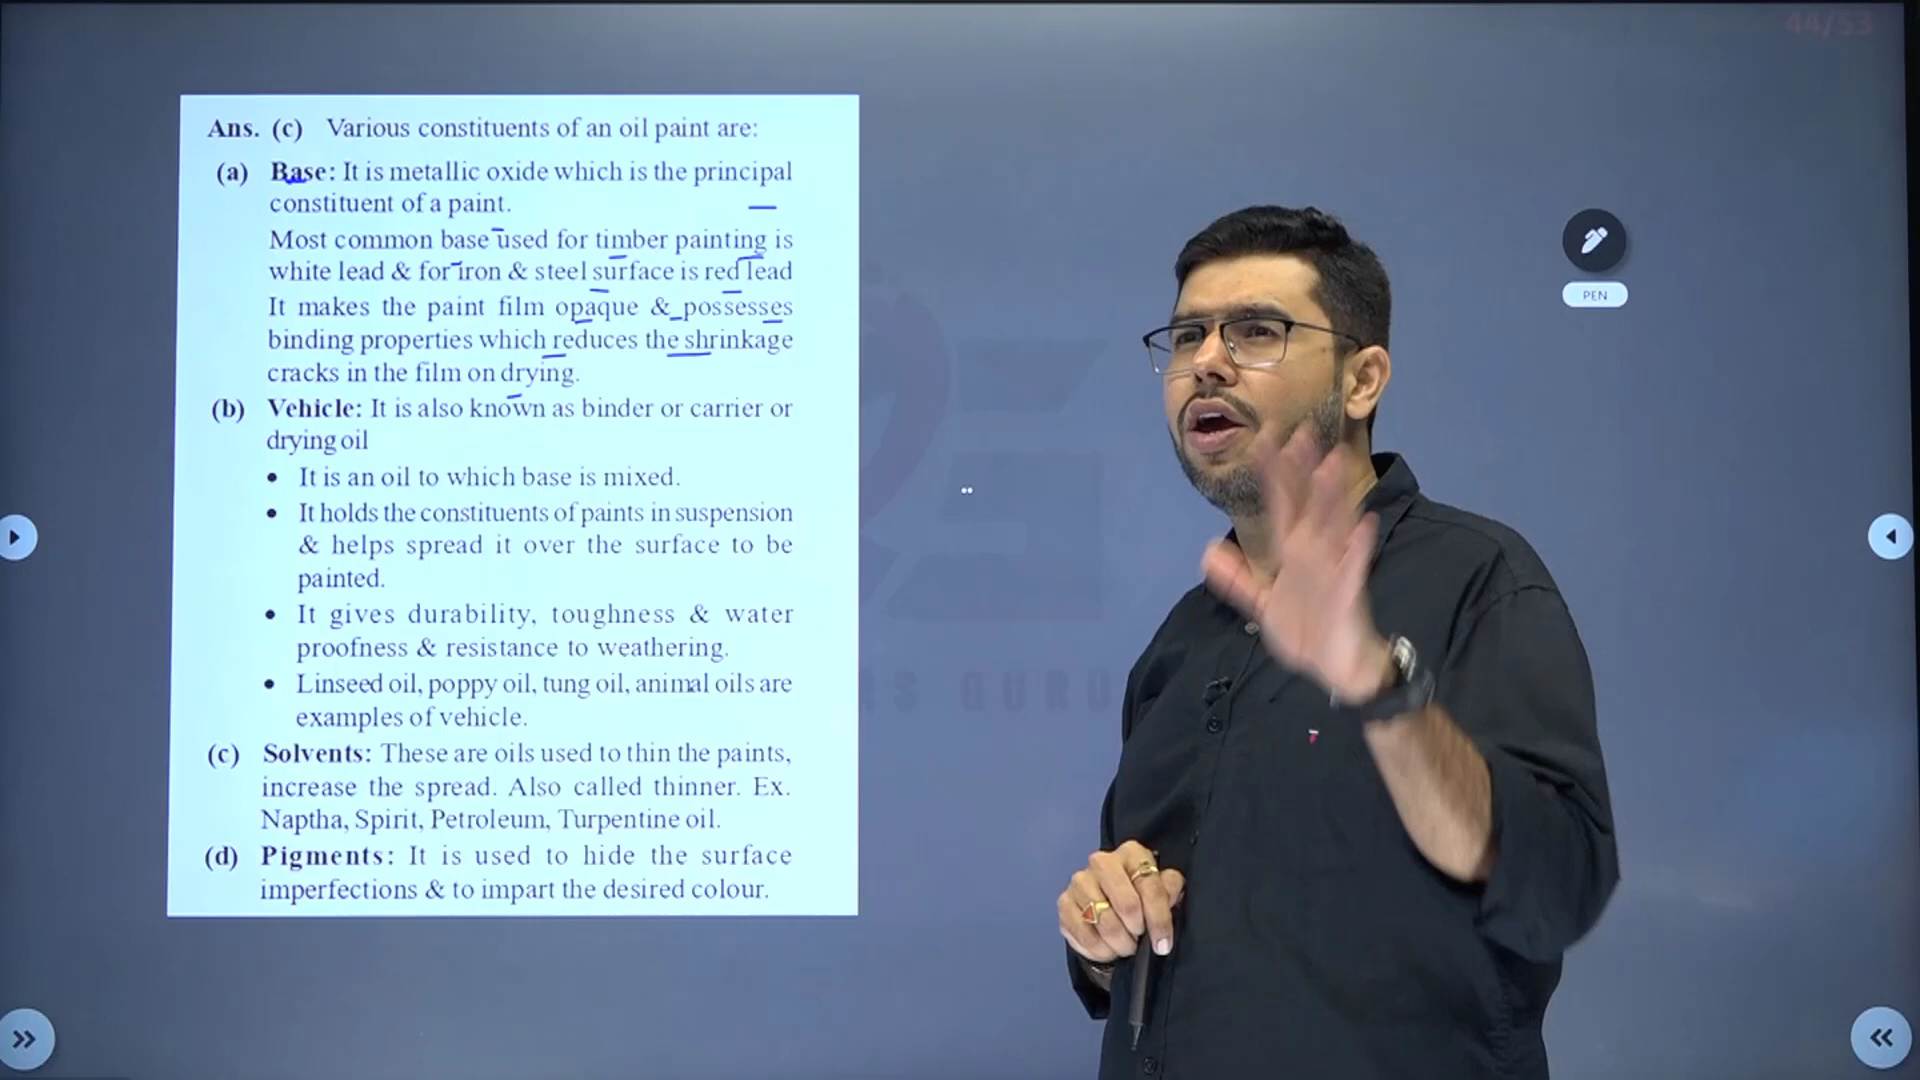 44/53
Ans. (c) Various constituents of an oil paint are:
(a) Base: It is metallic oxide which is the principal
constituent of a paint.
Most common base used for timber painting is
white lead & for iron & steel surface is red lead
It makes the paint film opaque & possesses
binding properties which reduces the shrinkage
cracks in the film on drying.
(b) Vehicle: It is also known as binder or carrier or
drying oil
• It is an oil to which base is mixed.
• It holds the constituents of paints in suspension
& helps spread it over the surface to be
painted.
• It gives durability, toughness & water
proofness & resistance to weathering.
• Linseed oil, poppy oil, tung oil, animal oils are
examples of vehicle.
(c) Solvents: These are oils used to thin the paints,
increase the spread. Also called thinner. Ex.
Naptha, Spirit, Petroleum, Turpentine oil.
(d) Pigments: It is used to hide the surface
imperfections & to impart the desired colour.
PEN